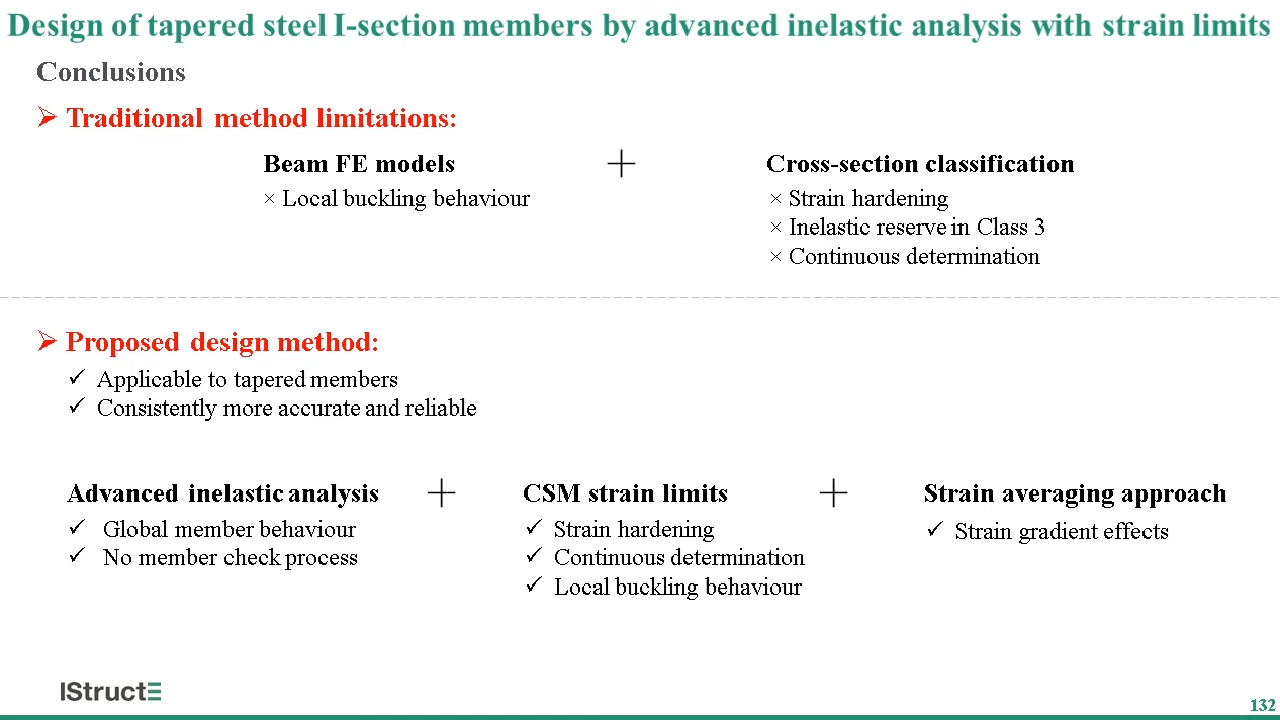 Design of tapered steel I-section members by advanced inelastic analysis with strain limits
Conclusions
➢ Traditional method limitations:
Beam FE models + Cross-section classification
× Local buckling behaviour
× Strain hardening
× Inelastic reserve in Class 3
× Continuous determination
➢ Proposed design method:
✓ Applicable to tapered members
✓ Consistently more accurate and reliable
Advanced inelastic analysis + CSM strain limits + Strain averaging approach
✓ Global member behaviour
✓ No member check process
✓ Strain hardening
✓ Continuous determination
✓ Local buckling behaviour
✓ Strain gradient effects
IStructE
132